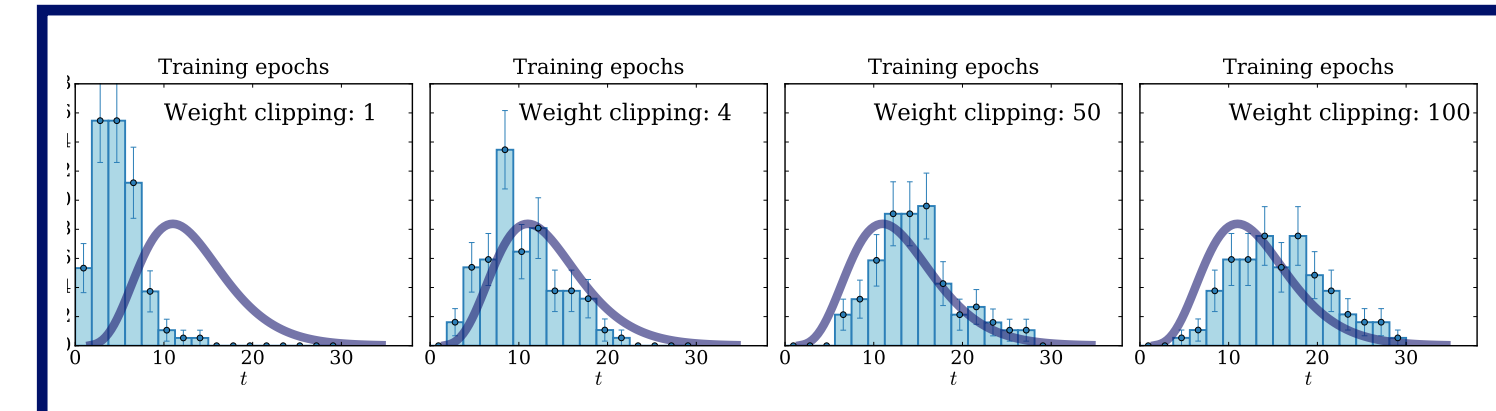 Training epochs Training epochs Training epochs Training epochs
Weight clipping: 1 Weight clipping: 4 Weight clipping: 50 Weight clipping: 100
0 10 20 30 0 10 20 30 0 10 20 30 0 10 20 30
t t t t